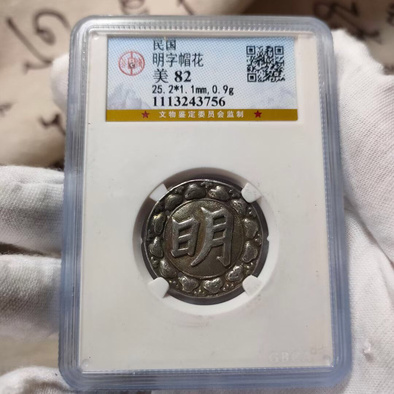 民国
明字帽花
美 82
25.2*1.1mm,0.9g
1113243756
★ 文物鉴定委员会监制 ★
明